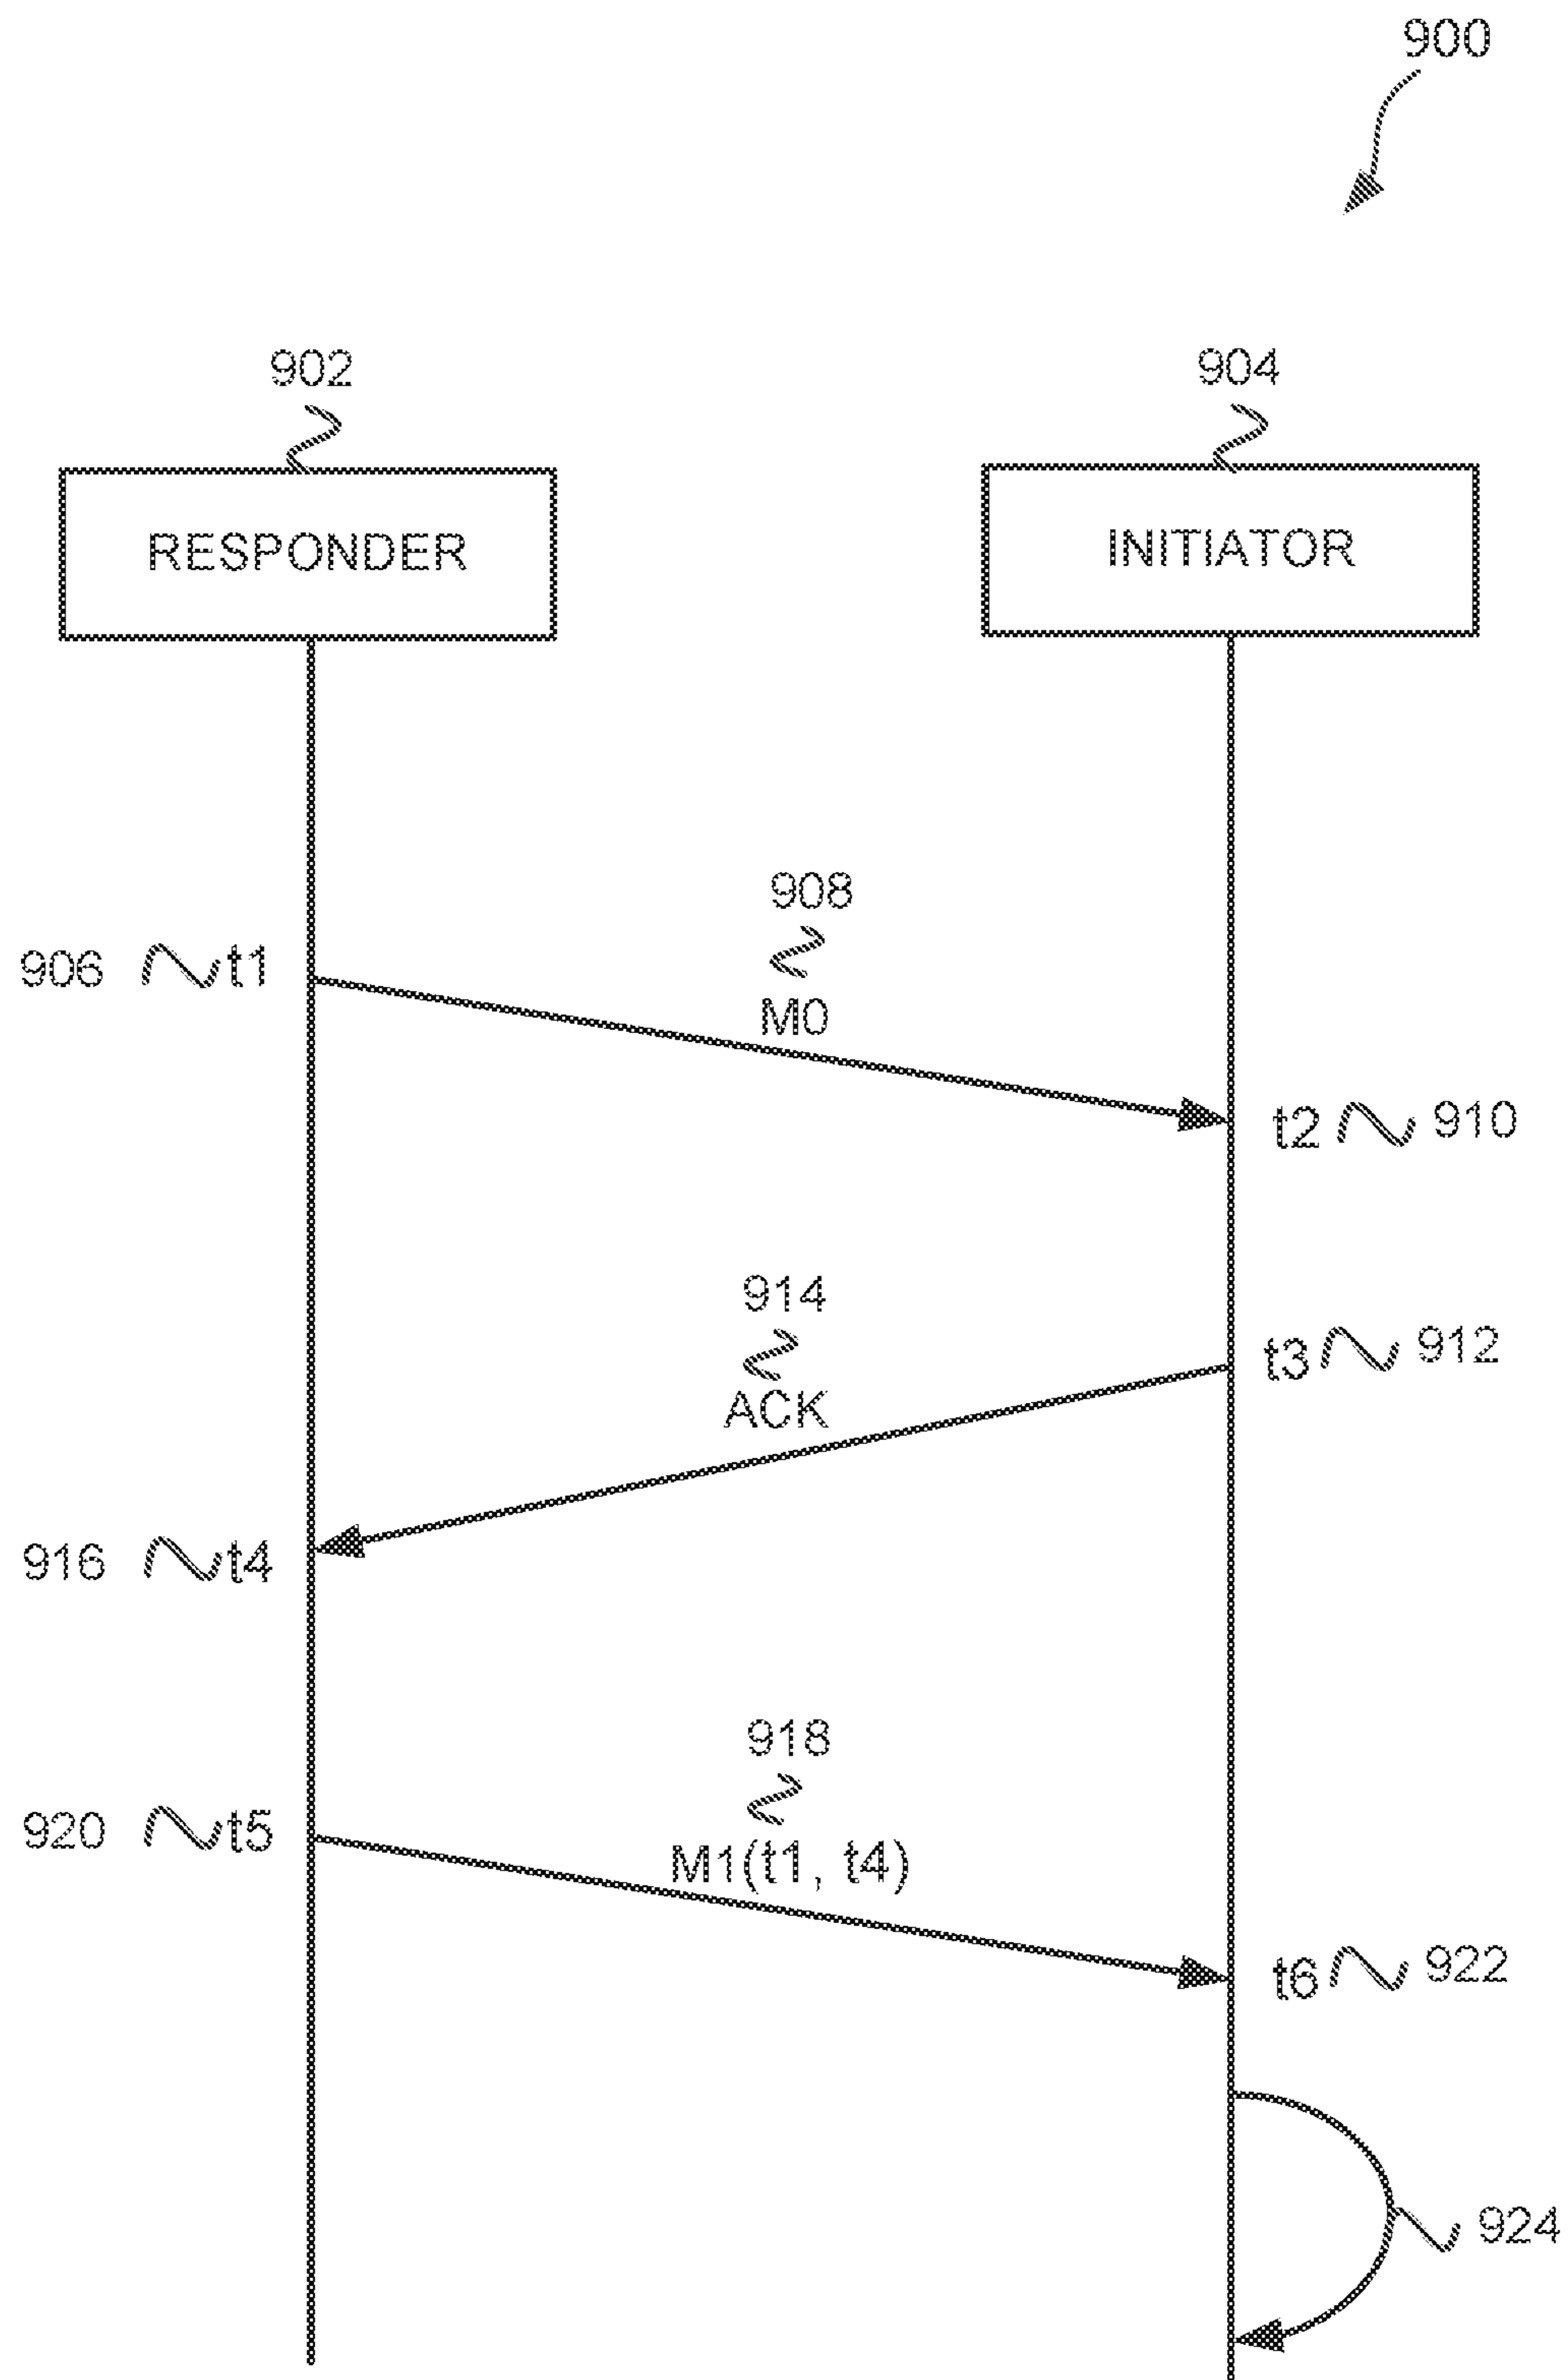 900
902
904
RESPONDER
INITIATOR
908
906 t1
M0
t2 910
914
t3 912
ACK
916 t4
918
920 t5
M1(t1, t4)
t6 922
924